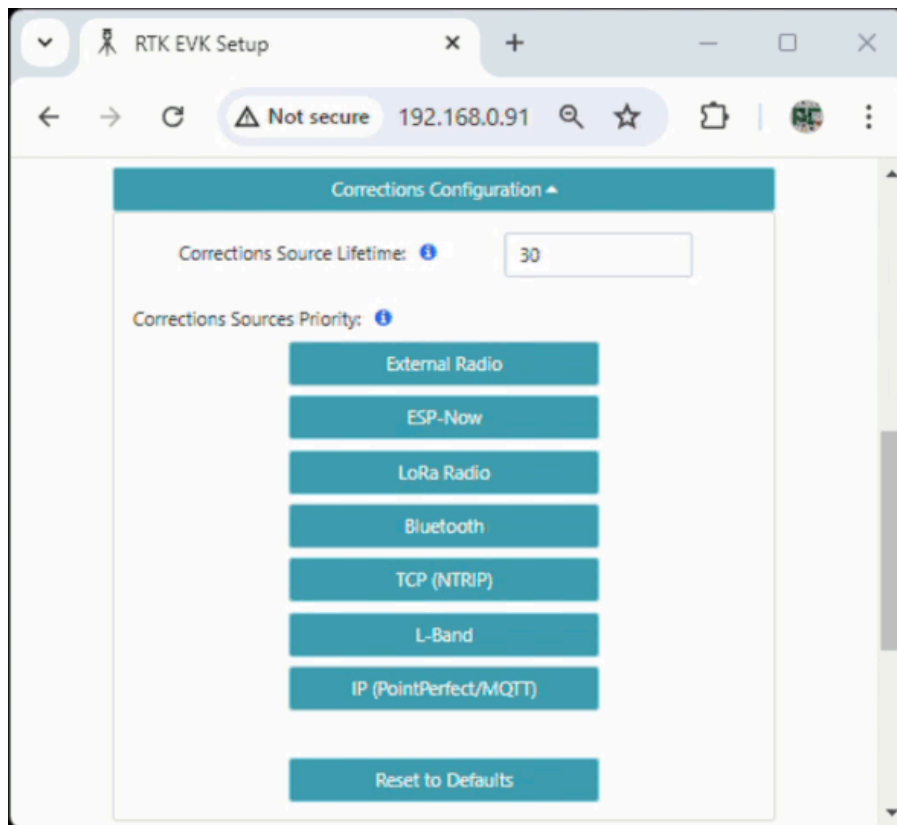 RTK EVK Setup
Not secure 192.168.0.91
Corrections Configuration
Corrections Source Lifetime: 30
Corrections Sources Priority:
External Radio
ESP-Now
LoRa Radio
Bluetooth
TCP (NTRIP)
L-Band
IP (PointPerfect/MQTT)
Reset to Defaults